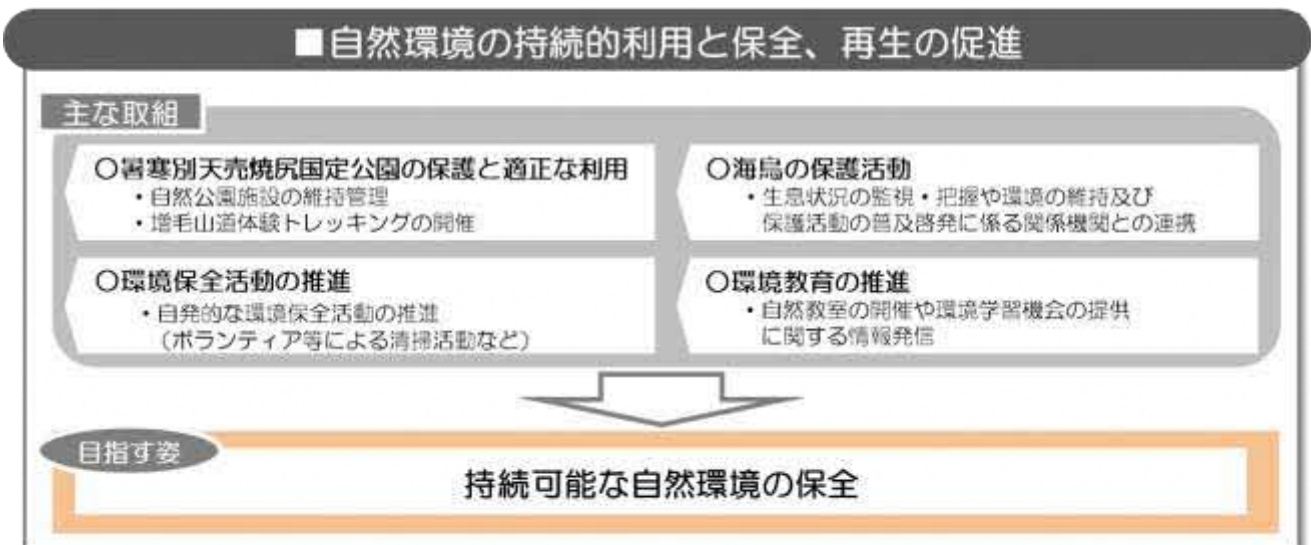 ■自然環境の持続的利用と保全、再生の促進
主な取組
〇暑寒別天売焼尻国定公園の保護と適正な利用
・自然公園施設の維持管理
・増毛山道体験トレッキングの開催
〇海鳥の保護活動
・生息状況の監視・把握や環境の維持及び
保護活動の普及啓発に係る関係機関との連携
〇環境保全活動の推進
・自発的な環境保全活動の推進
（ボランティア等による清掃活動など）
〇環境教育の推進
・自然教室の開催や環境学習機会の提供
に関する情報発信
目指す姿
持続可能な自然環境の保全